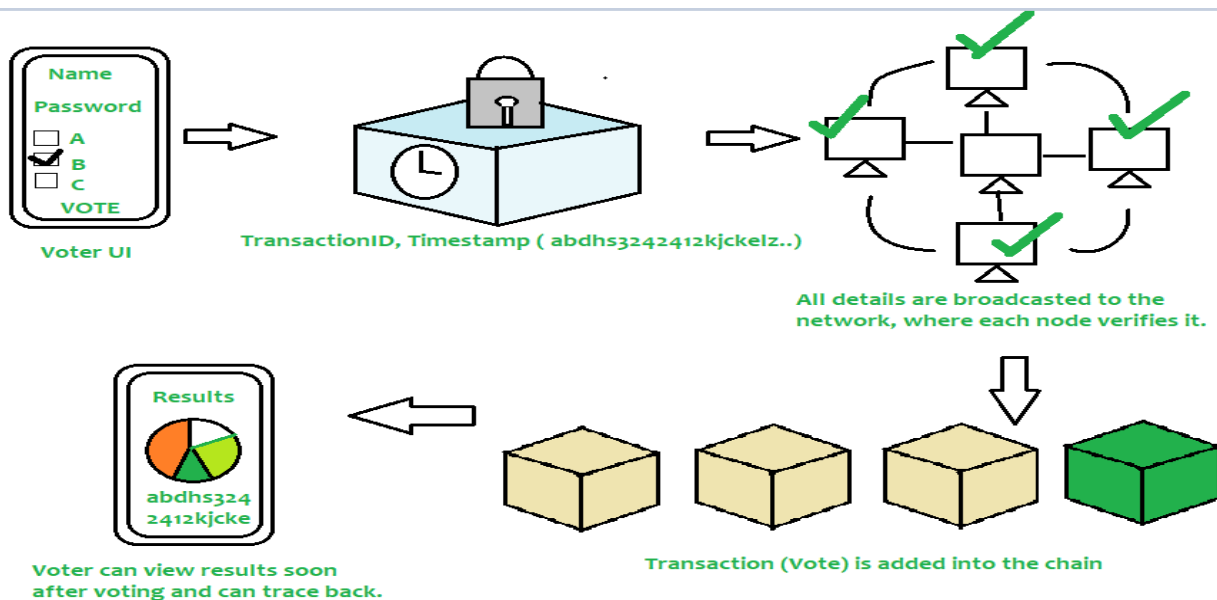 Name
Password
A
B
C
VOTE
Voter UI
TransactionID, Timestamp ( abdhs3242412kjckelz..)
All details are broadcasted to the
network, where each node verifies it.
Results
abdhs324
2412kjcke
Voter can view results soon
after voting and can trace back.
Transaction (Vote) is added into the chain